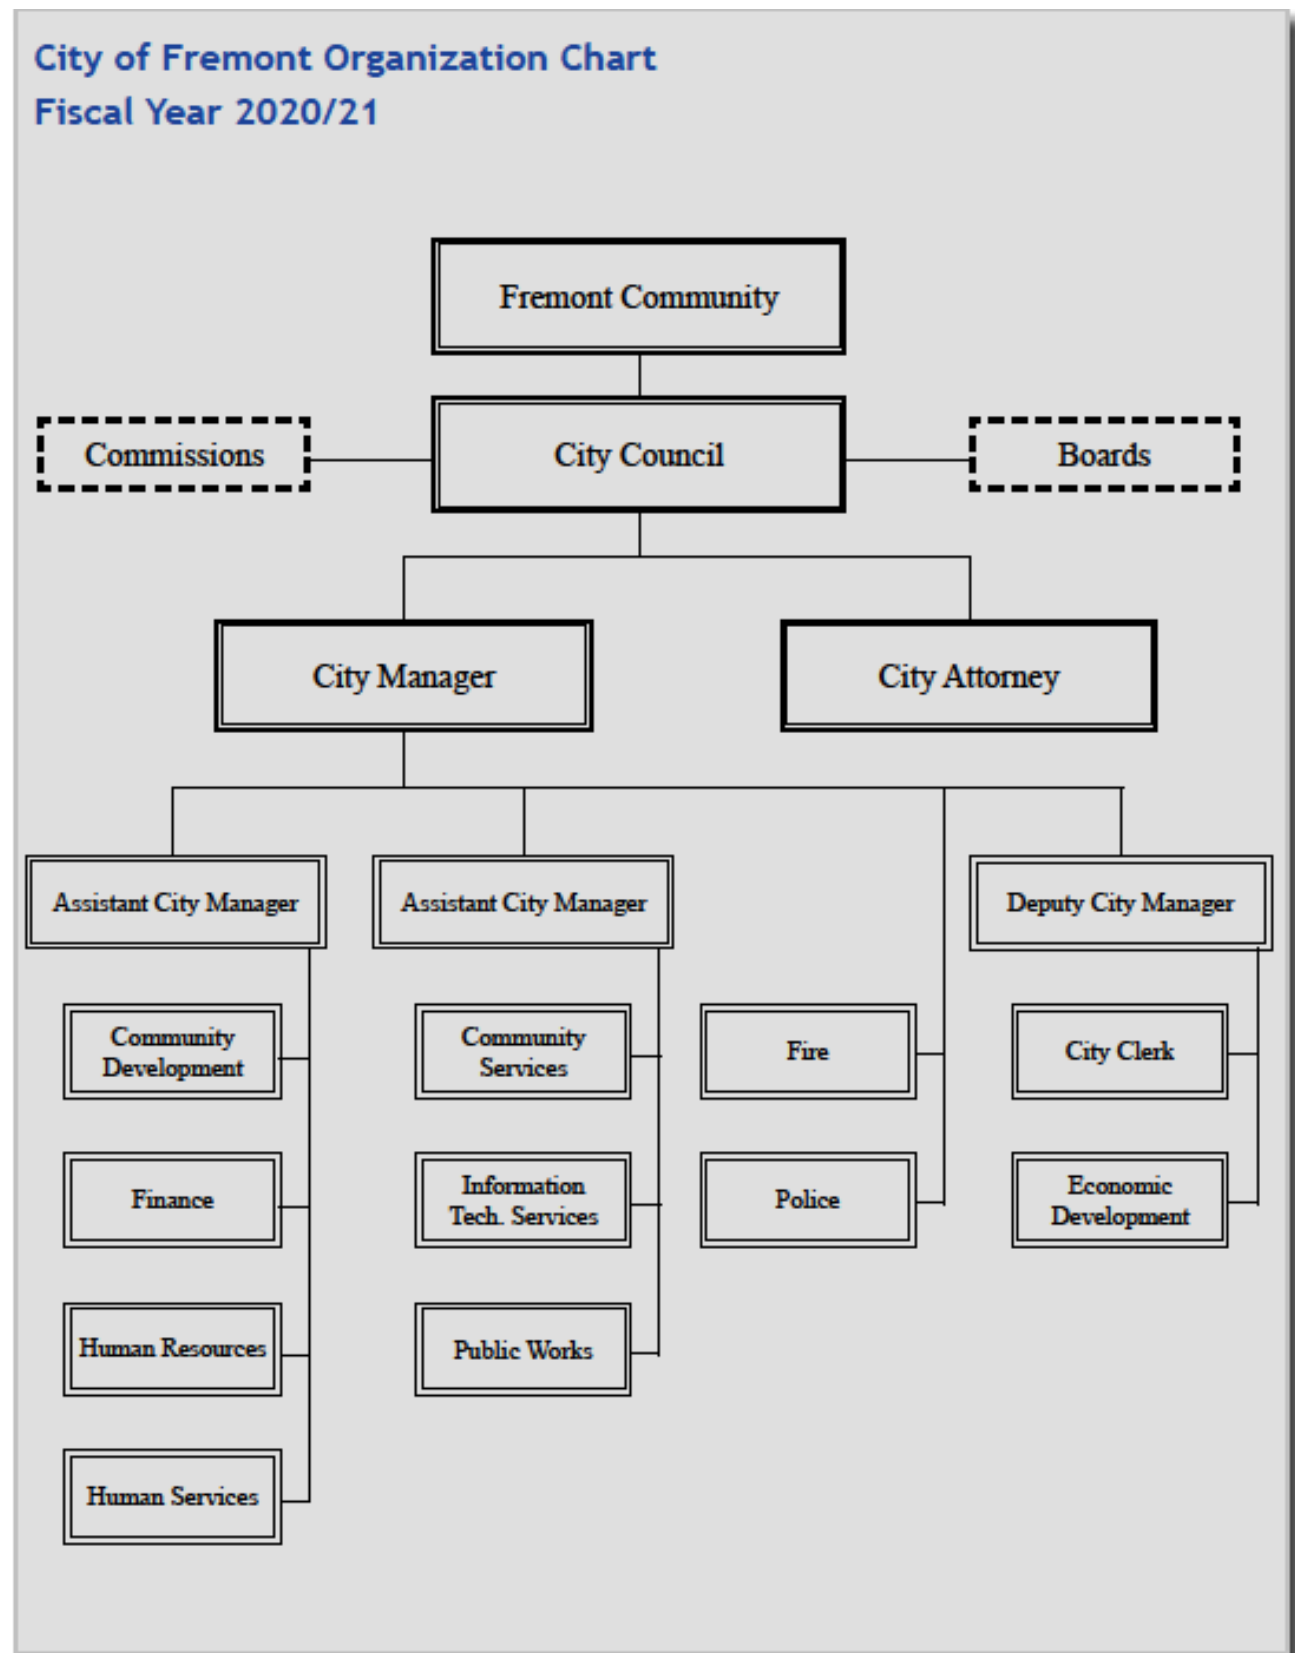 City of Fremont Organization Chart
Fiscal Year 2020/21
Fremont Community
Commissions
City Council
Boards
City Manager
City Attorney
Assistant City Manager
Assistant City Manager
Deputy City Manager
Community
Development
Community
Services
Fire
City Clerk
Finance
Information
Tech. Services
Police
Economic
Development
Human Resources
Public Works
Human Services